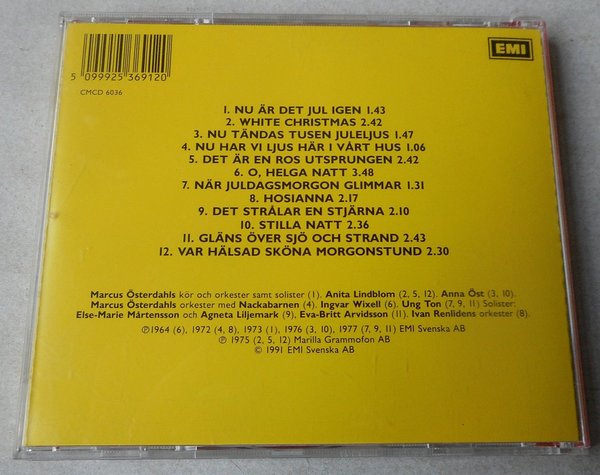 EMI
5 099925 369120
CMCD 6036
1. NU ÄR DET JUL IGEN 1.43
2. WHITE CHRISTMAS 2.42
3. NU TÄNDAS TUSEN JULELJUS 1.47
4. NU HAR VI LJUS HÄR I VÅRT HUS 1.06
5. DET ÄR EN ROS UTSPRUNGEN 2.42
6. O, HELGA NATT 3.48
7. NÄR JULDAGSMORGON GLIMMAR 1.31
8. HOSIANNA 2.17
9. DET STRÅLAR EN STJÄRNA 2.10
10. STILLA NATT 2.36
11. GLÄNS ÖVER SJÖ OCH STRAND 2.43
12. VAR HÄLSAD SKÖNA MORGONSTUND 2.30
Marcus Österdahls kör och orkester samt solister (1). Anita Lindblom (2, 5, 12). Anna Öst (3, 10).
Marcus Österdahls orkester med Nackabarnen (4). Ingvar Wixell (6). Ung Ton (7, 9, 11) Solister:
Else-Marie Mårtensson och Agneta Liljemark (9), Eva-Britt Arvidsson (11). Ivan Renlidens orkester (8).
℗1964 (6), 1972 (4, 8), 1973 (1), 1976 (3, 10), 1977 (7, 9, 11) EMI Svenska AB
℗ 1975 (2, 5, 12) Marilla Grammofon AB
© 1991 EMI Svenska AB